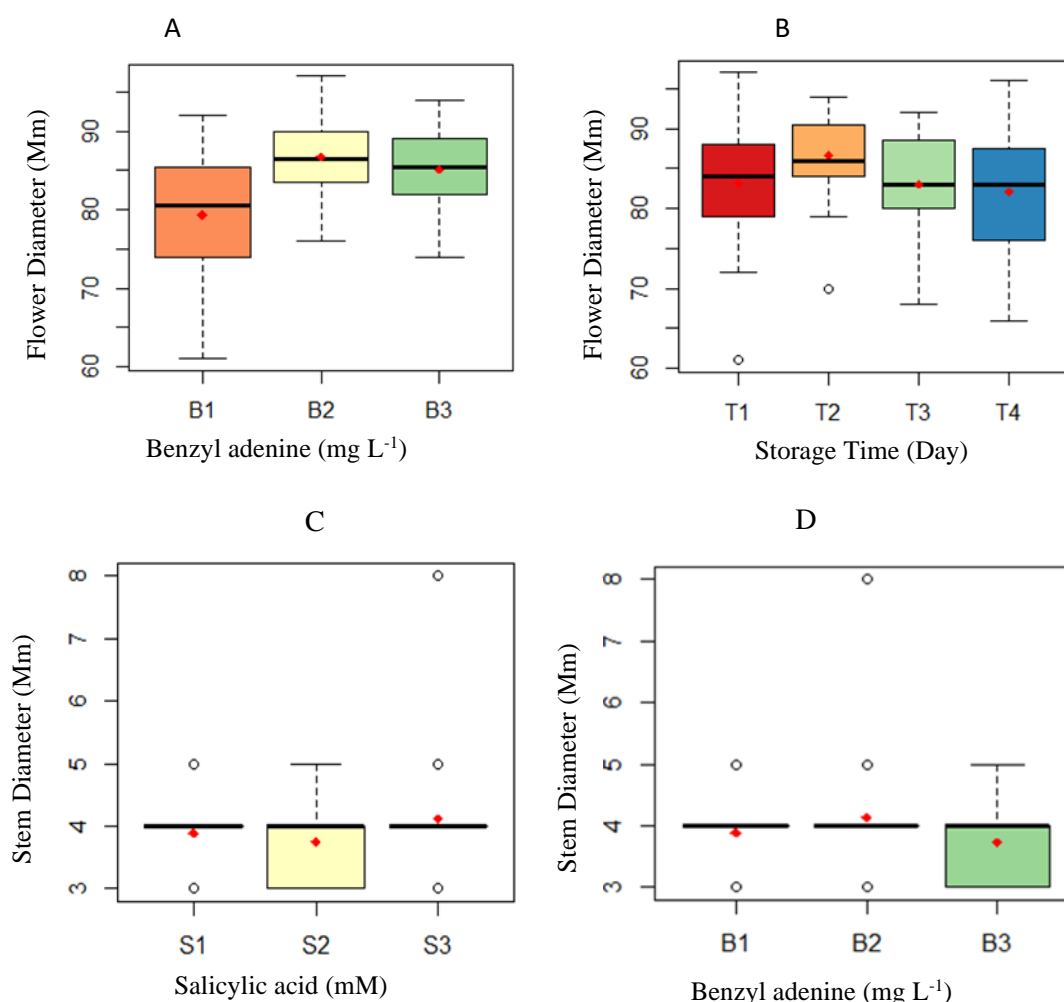 A
Flower Diameter (Mm)
90
80
70
60
B1 B2 B3
Benzyl adenine (mg L-1)
B
Flower Diameter (Mm)
90
80
70
60
T1 T2 T3 T4
Storage Time (Day)
C
Stem Diameter (Mm)
8
7
6
5
4
3
S1 S2 S3
Salicylic acid (mM)
D
Stem Diameter (Mm)
8
7
6
5
4
3
B1 B2 B3
Benzyl adenine (mg L-1)